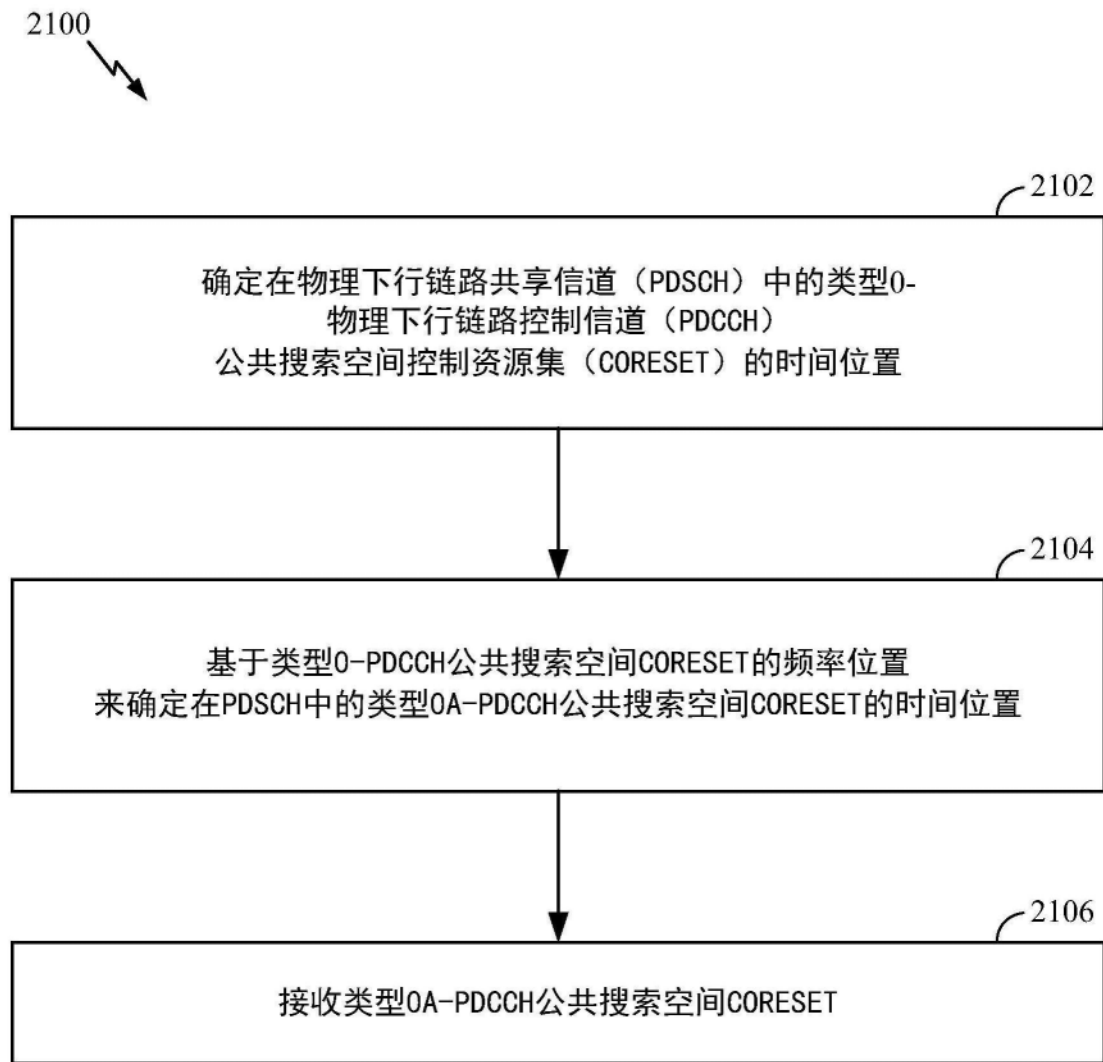 2100
2102
确定在物理下行链路共享信道（PDSCH）中的类型0-
物理下行链路控制信道（PDCCH）
公共搜索空间控制资源集（CORESET）的时间位置
2104
基于类型0-PDCCH公共搜索空间CORESET的频率位置
来确定在PDSCH中的类型0A-PDCCH公共搜索空间CORESET的时间位置
2106
接收类型0A-PDCCH公共搜索空间CORESET